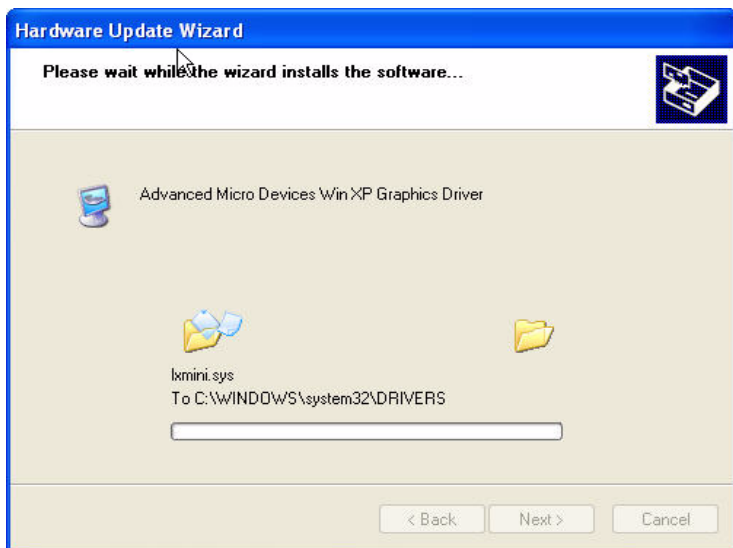 Hardware Update Wizard
Please wait while the wizard installs the software...
Advanced Micro Devices Win XP Graphics Driver
lxmini.sys
To C:\WINDOWS\system32\DRIVERS
< Back
Next >
Cancel